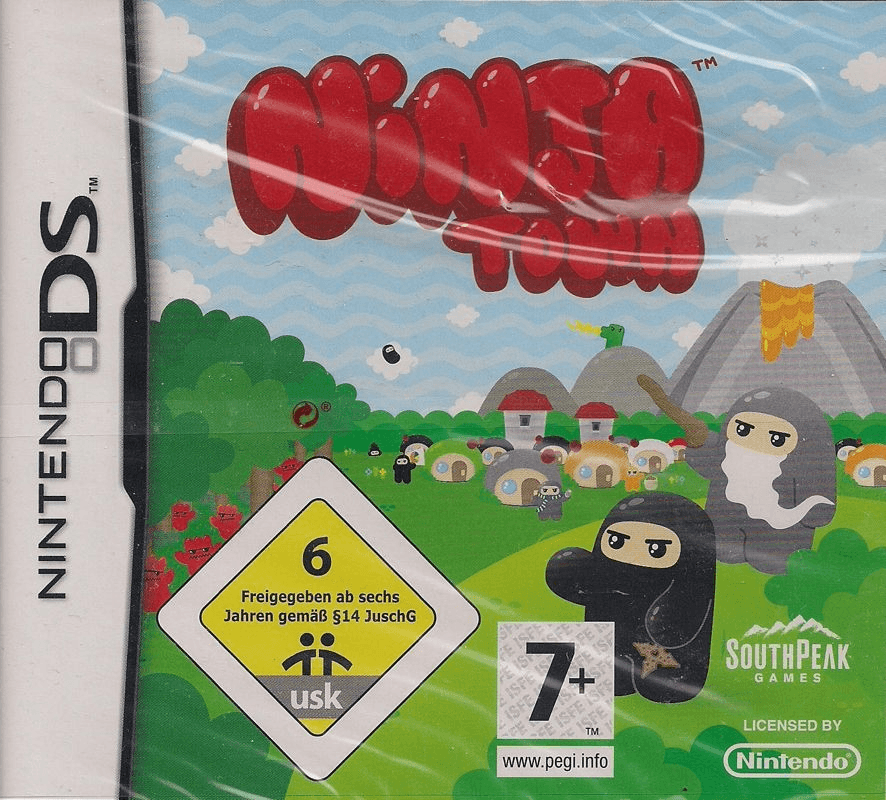 NINTENDO DS™
NINJA™
TOWN
®
6
Freigegeben ab sechs
Jahren gemäß §14 JuschG
usk
7+
™
www.pegi.info
SOUTHPEAK
GAMES
LICENSED BY
Nintendo®